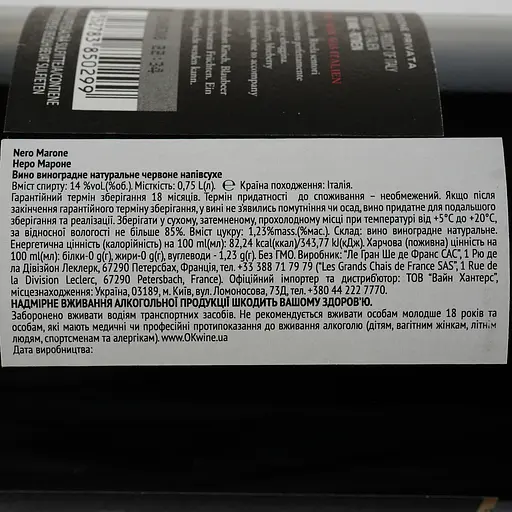 Nero Marone
Неро Мароне
Вино виноградне натуральне червоне напівсухе
Вміст спирту: 14 %vol.(%об.). Місткість: 0,75 L(л). ℮ Країна походження: Італія.
Гарантійний термін зберігання 18 місяців. Термін придатності до споживання – необмежений. Якщо після
закінчення гарантійного терміну зберігання, у вині не з'явились помутніння чи осад, вино придатне для подальшого
зберігання та реалізації. Зберігати у сухому, затемненому, прохолодному місці при температурі від +5°С до +20°С,
за відносної вологості не більше 85%. Вміст цукру: 1,23%mass.(%мас.). Склад: вино виноградне натуральне.
Енергетична цінність (калорійність) на 100 ml(мл): 82,24 kcal(ккал)/343,77 kJ(кДж). Харчова (поживна) цінність на
100 ml(мл): білки-0 g(г), жири-0 g(г), вуглеводи - 1,23 g(г). Без ГМО. Виробник: "Ле Гран Ше де Франс САС", 1 Рю де
ла Дівізйон Леклерк, 67290 Петерсбах, Франція, тел. +33 388 71 79 79 ("Les Grands Chais de France SAS", 1 Rue de
la Division Leclerc, 67290 Petersbach, France). Офіційний імпортер та дистриб'ютор: ТОВ "Вайн Хантерс",
місцезнаходження: Україна, 03189, м. Київ, вул. Ломоносова, 73Д, тел. +380 44 222 7770.
НАДМІРНЕ ВЖИВАННЯ АЛКОГОЛЬНОЇ ПРОДУКЦІЇ ШКОДИТЬ ВАШОМУ ЗДОРОВ'Ю.
Заборонено вживати водіям транспортних засобів. Не рекомендується вживати особам молодше 18 років та
особам, які мають медичні чи професійні протипоказання до вживання алкоголю (дітям, вагітним жінкам, літнім
людям, спортсменам та алергікам). www.OKwine.ua
Дата виробництва: